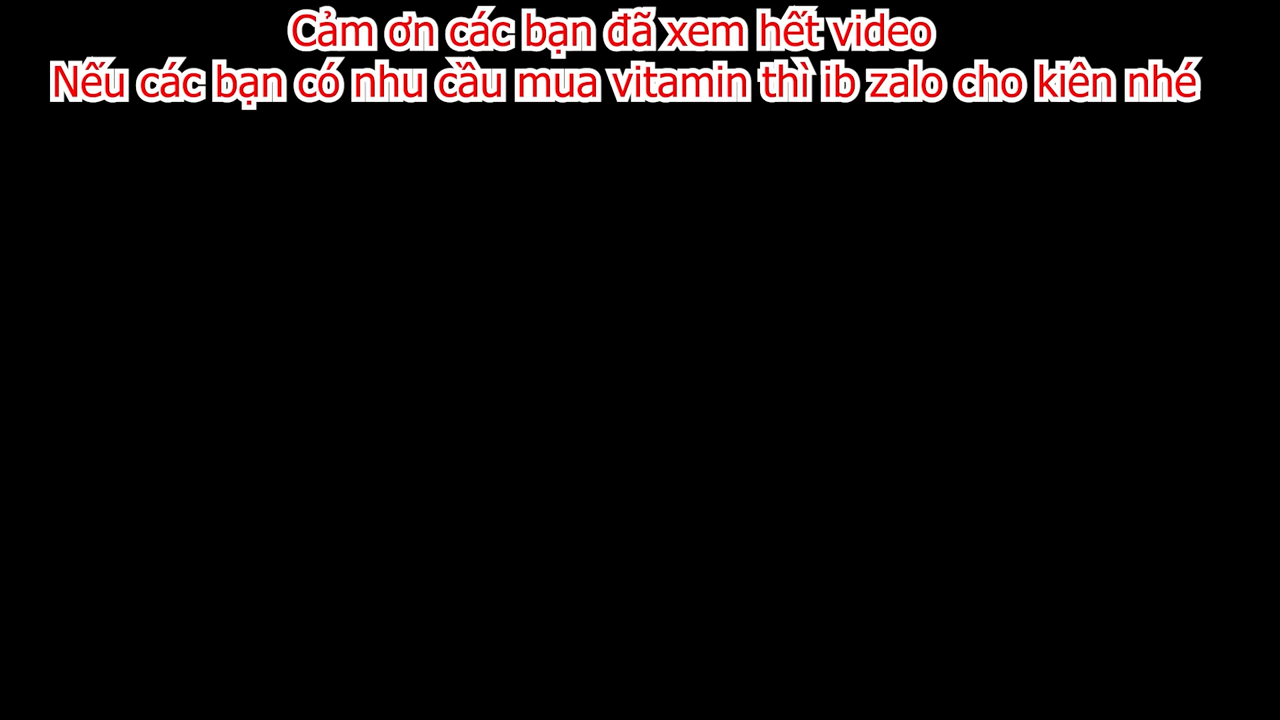 Cảm ơn các bạn đã xem hết video
Nếu các bạn có nhu cầu mua vitamin thì ib zalo cho kiên nhé